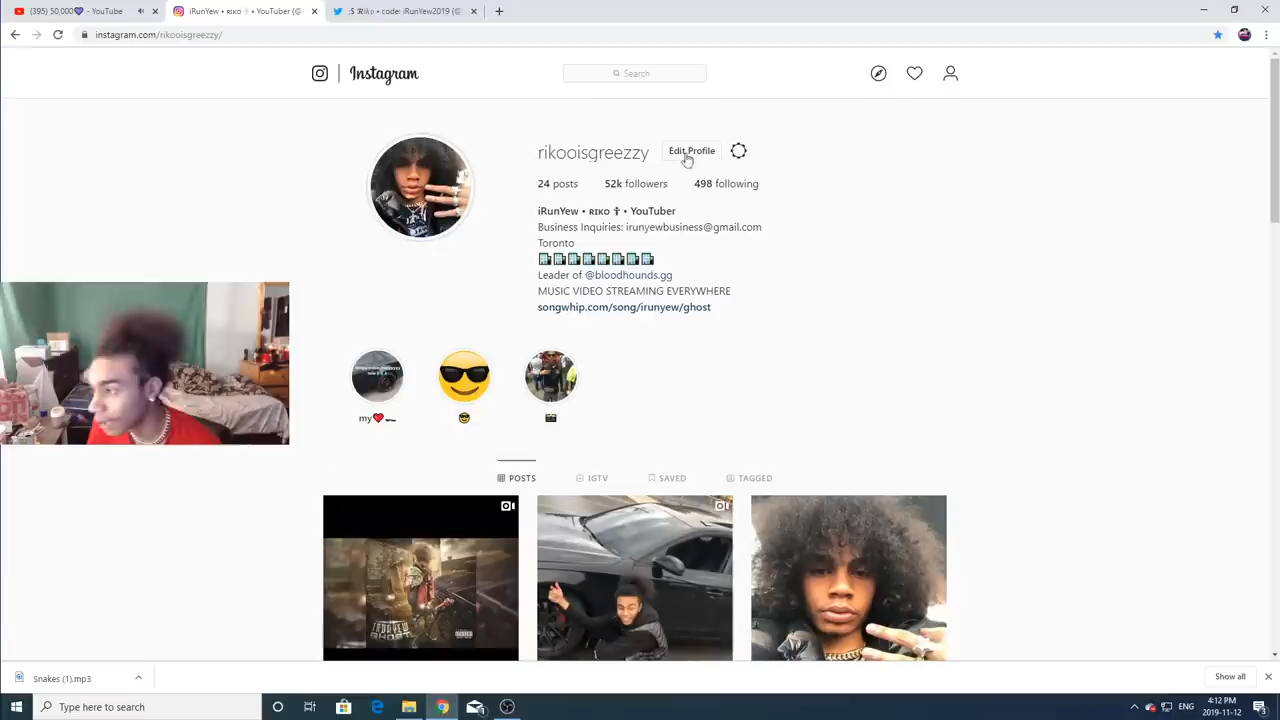 (395) 50,000💜 - YouTube
iRunYew • ʀɪᴋᴏ ✞ • YouTuber (@
;$ ℛ𝒾𝓀ℴ • code: iRunYew2019 (@
instagram.com/rikooisgreezzy/
Instagram
Search
rikooisgreezzy
Edit Profile
24 posts 52k followers 498 following
iRunYew • ʀɪᴋᴏ ✞ • YouTuber
Business Inquiries: irunyewbusiness@gmail.com
Toronto
Leader of @bloodhounds.gg
MUSIC VIDEO STREAMING EVERYWHERE
songwhip.com/song/irunyew/ghost
my❤️
😎
📸
POSTS
IGTV
SAVED
TAGGED
IRUNYEW
GHOST
Snakes (1).mp3
Show all
Type here to search
ENG
4:12 PM
2019-11-12